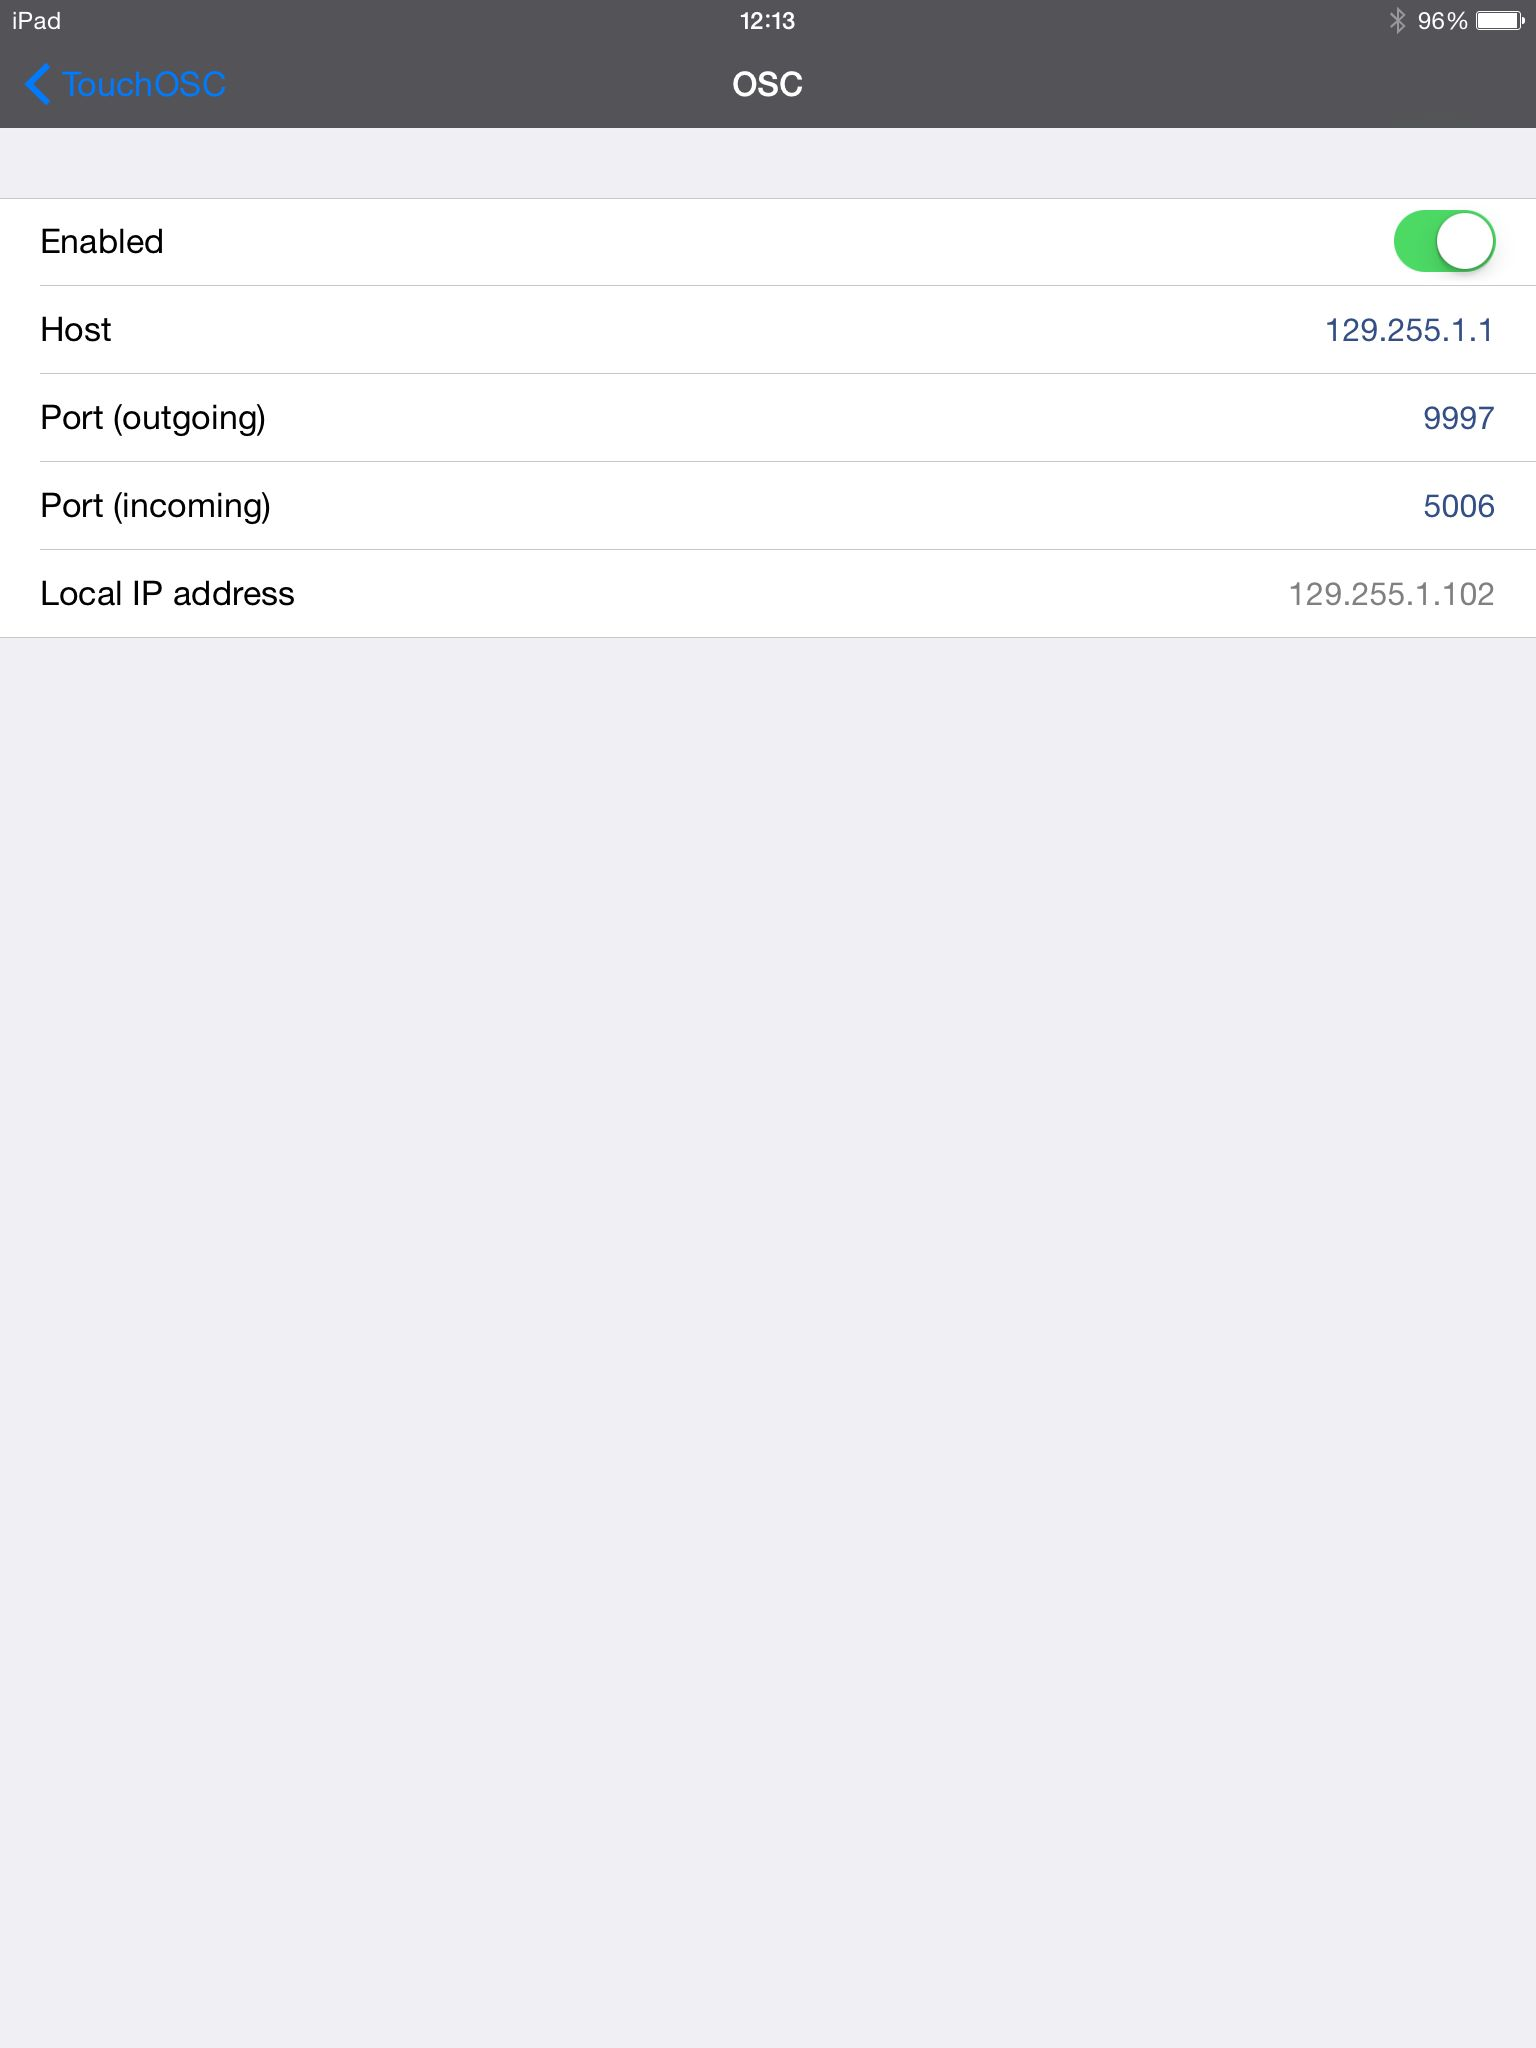 iPad 12:13 96%
TouchOSC OSC
Enabled
Host 129.255.1.1
Port (outgoing) 9997
Port (incoming) 5006
Local IP address 129.255.1.102